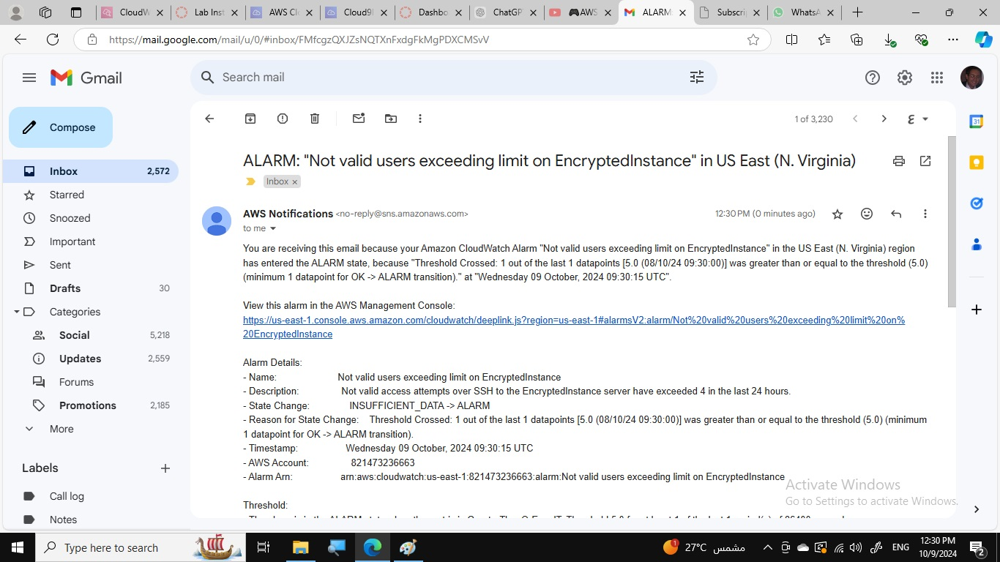 CloudW
Lab Inst
AWS Cl
Cloud9
Dashbo
ChatGP
AWS
ALARM
Subscri
WhatsA
https://mail.google.com/mail/u/0/#inbox/FMfcgzQXJZsNQTXnFxdgFkMgPDXCMSvV
Gmail
Search mail
Compose
1 of 3,230
Inbox 2,572
Starred
Snoozed
Important
Sent
Drafts 30
Categories
Social 5,218
Updates 2,559
Forums
Promotions 2,185
More
Labels
Call log
Notes
ALARM: "Not valid users exceeding limit on EncryptedInstance" in US East (N. Virginia)
Inbox
AWS Notifications <no-reply@sns.amazonaws.com>
12:30 PM (0 minutes ago)
to me
You are receiving this email because your Amazon CloudWatch Alarm "Not valid users exceeding limit on EncryptedInstance" in the US East (N. Virginia) region
has entered the ALARM state, because "Threshold Crossed: 1 out of the last 1 datapoints [5.0 (08/10/24 09:30:00)] was greater than or equal to the threshold (5.0)
(minimum 1 datapoint for OK -> ALARM transition)." at "Wednesday 09 October, 2024 09:30:15 UTC".
View this alarm in the AWS Management Console:
https://us-east-1.console.aws.amazon.com/cloudwatch/deeplink.js?region=us-east-1#alarmsV2:alarm/Not%20valid%20users%20exceeding%20limit%20on%
20EncryptedInstance
Alarm Details:
- Name: Not valid users exceeding limit on EncryptedInstance
- Description: Not valid access attempts over SSH to the EncryptedInstance server have exceeded 4 in the last 24 hours.
- State Change: INSUFFICIENT_DATA -> ALARM
- Reason for State Change: Threshold Crossed: 1 out of the last 1 datapoints [5.0 (08/10/24 09:30:00)] was greater than or equal to the threshold (5.0) (minimum
1 datapoint for OK -> ALARM transition).
- Timestamp: Wednesday 09 October, 2024 09:30:15 UTC
- AWS Account: 821473236663
- Alarm Arn: arn:aws:cloudwatch:us-east-1:821473236663:alarm:Not valid users exceeding limit on EncryptedInstance
Threshold:
Activate Windows
Go to Settings to activate Windows.
Type here to search
27°C مشمس
ENG
12:30 PM
10/9/2024
2